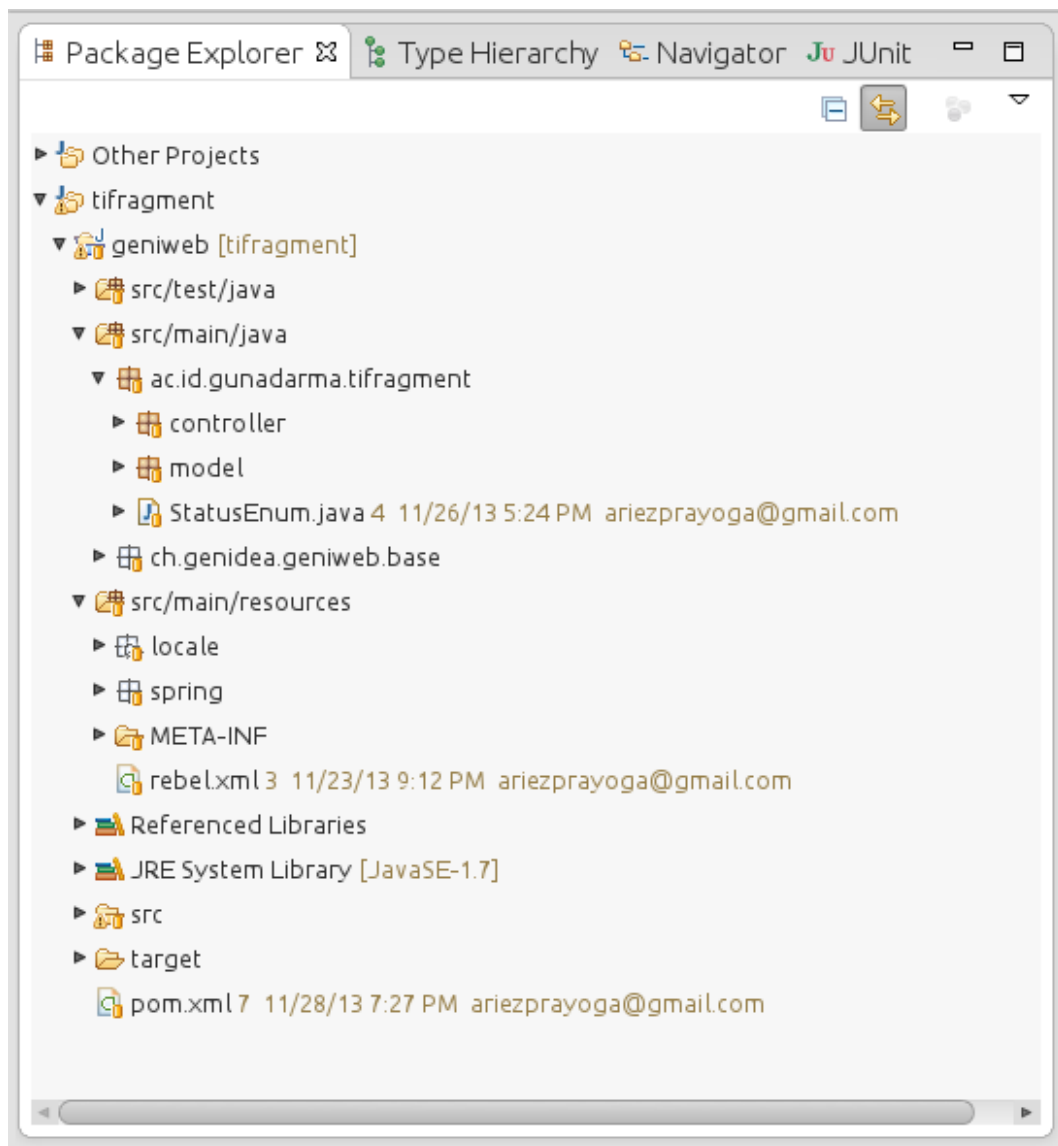 Package Explorer Type Hierarchy Navigator Ju JUnit
Other Projects
tifragment
geniweb [tifragment]
src/test/java
src/main/java
ac.id.gunadarma.tifragment
controller
model
StatusEnum.java 4 11/26/13 5:24 PM ariezprayoga@gmail.com
ch.genidea.geniweb.base
src/main/resources
locale
spring
META-INF
rebel.xml 3 11/23/13 9:12 PM ariezprayoga@gmail.com
Referenced Libraries
JRE System Library [JavaSE-1.7]
src
target
pom.xml 7 11/28/13 7:27 PM ariezprayoga@gmail.com